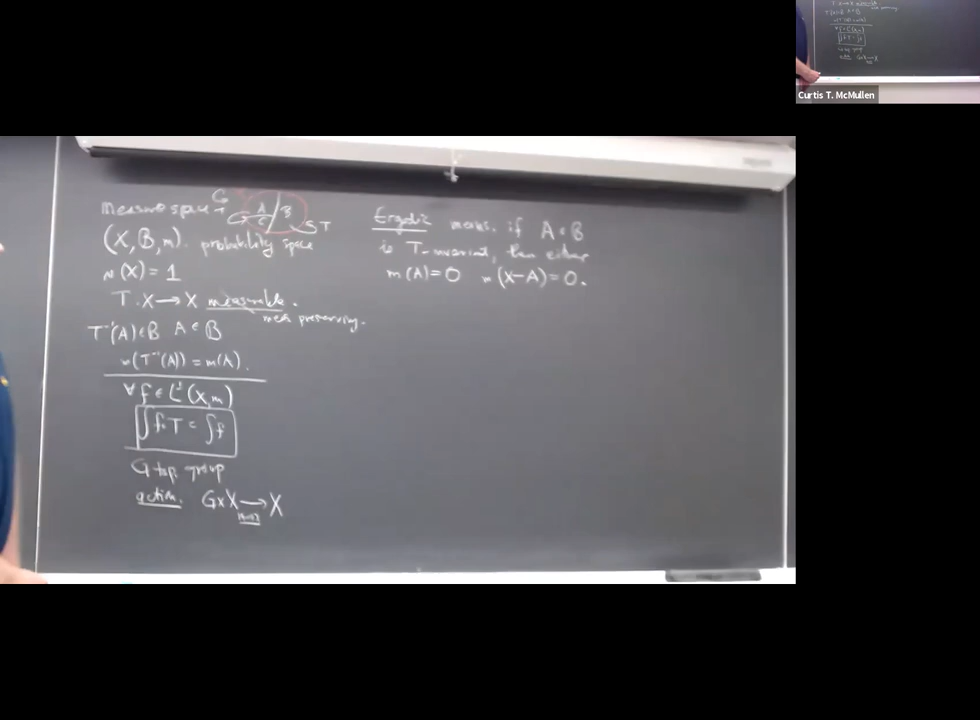 measure space G A B
C T
(X, B, m). probability space
m(X) = 1
T: X → X measurable.
meas preserving.
T⁻¹(A) ∈ B A ∈ B
m(T⁻¹(A)) = m(A).
∀ f ∈ L¹(X, m)
∫f∘T = ∫f
G top. group
action. G×X → X
Ergodic means: if A ∈ B
is T-invariant, then either
m(A) = 0 m(X−A) = 0.
Curtis T. McMullen